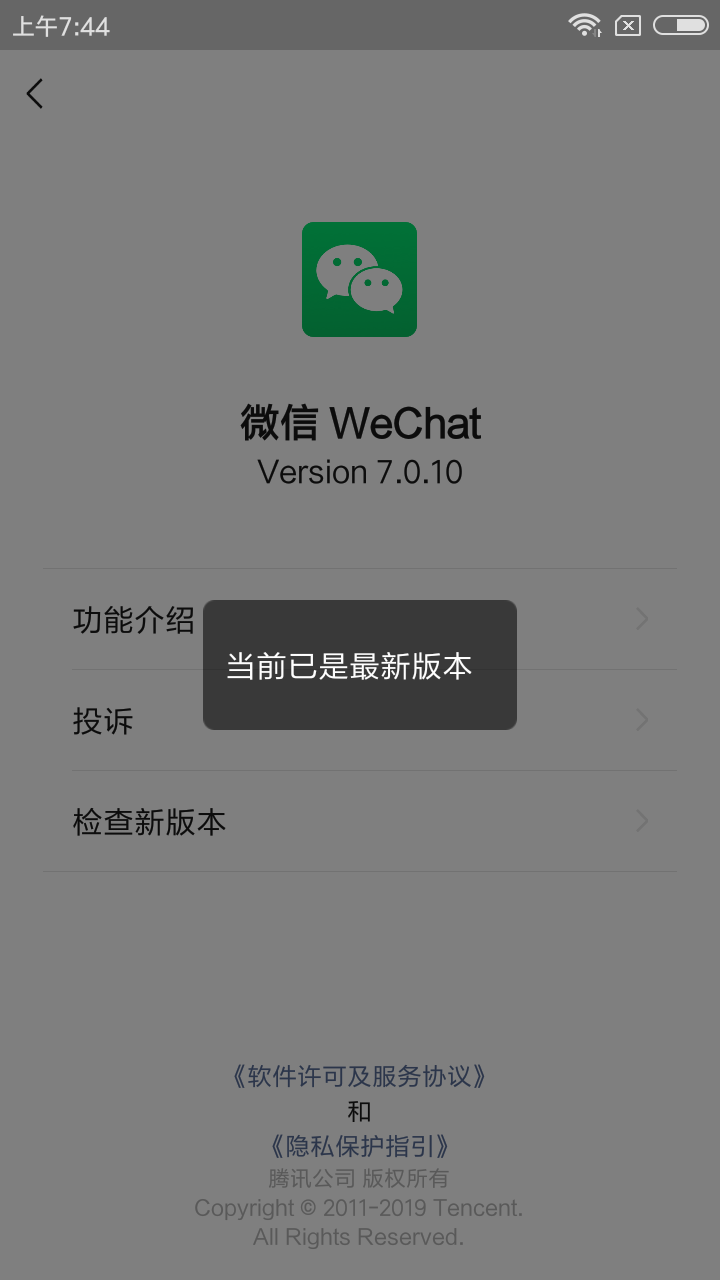 上午7:44
微信 WeChat
Version 7.0.10
功能介绍
当前已是最新版本
投诉
检查新版本
《软件许可及服务协议》
和
《隐私保护指引》
腾讯公司 版权所有
Copyright © 2011-2019 Tencent.
All Rights Reserved.